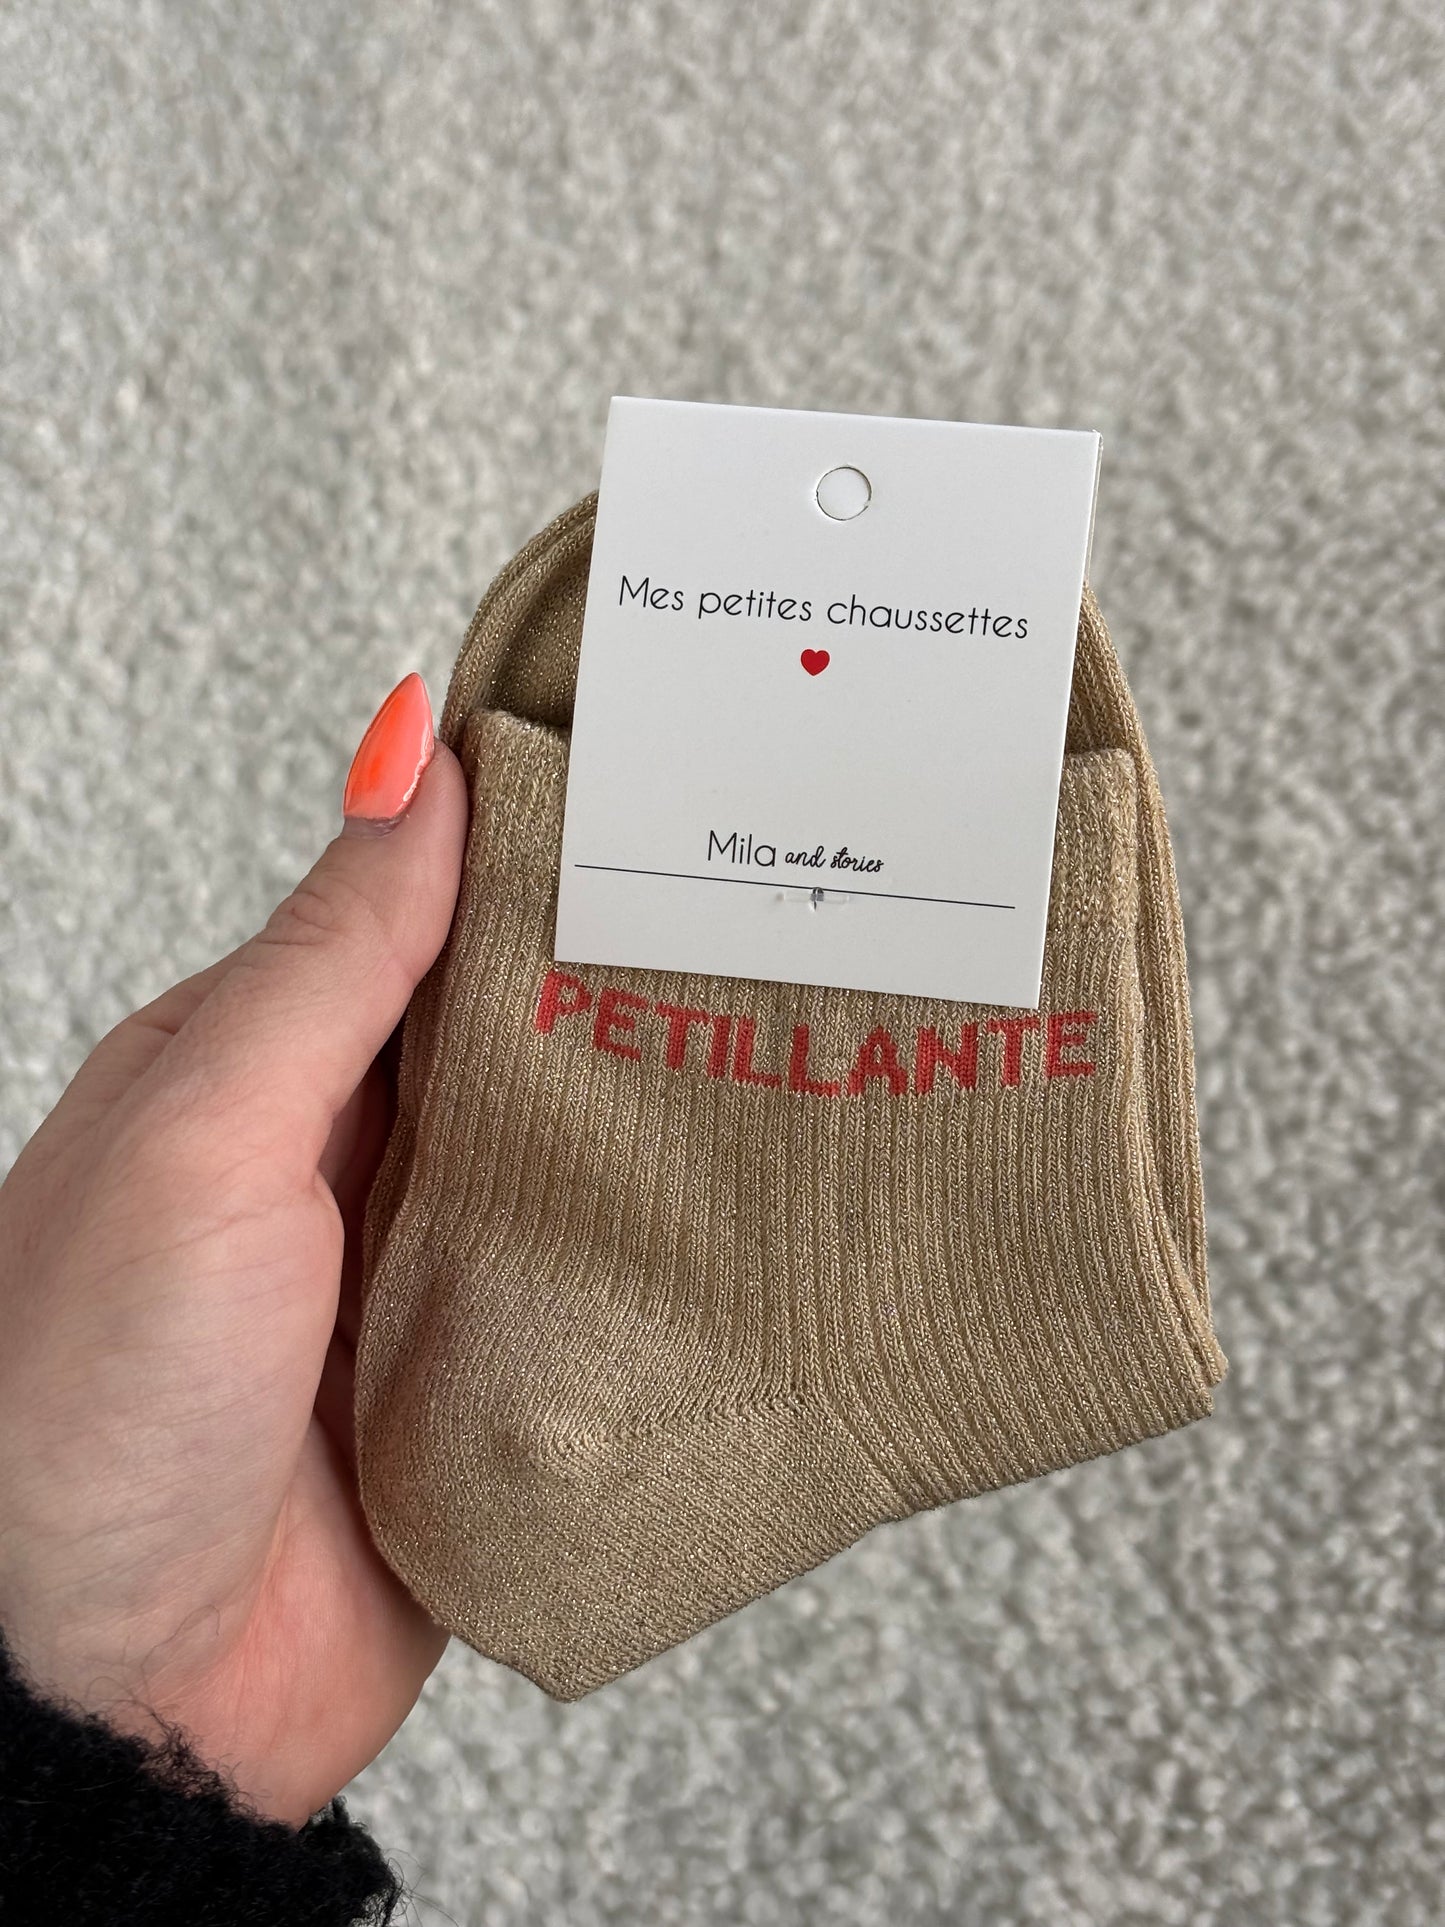 Mes petites chaussettes
Mila and stories
PETILLANTE